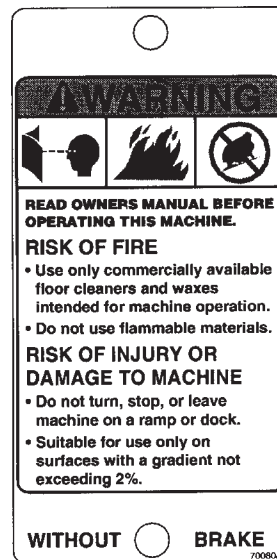 WARNING
READ OWNERS MANUAL BEFORE
OPERATING THIS MACHINE.
RISK OF FIRE
• Use only commercially available
floor cleaners and waxes
intended for machine operation.
• Do not use flammable materials.
RISK OF INJURY OR
DAMAGE TO MACHINE
• Do not turn, stop, or leave
machine on a ramp or dock.
• Suitable for use only on
surfaces with a gradient not
exceeding 2%.
WITHOUT BRAKE